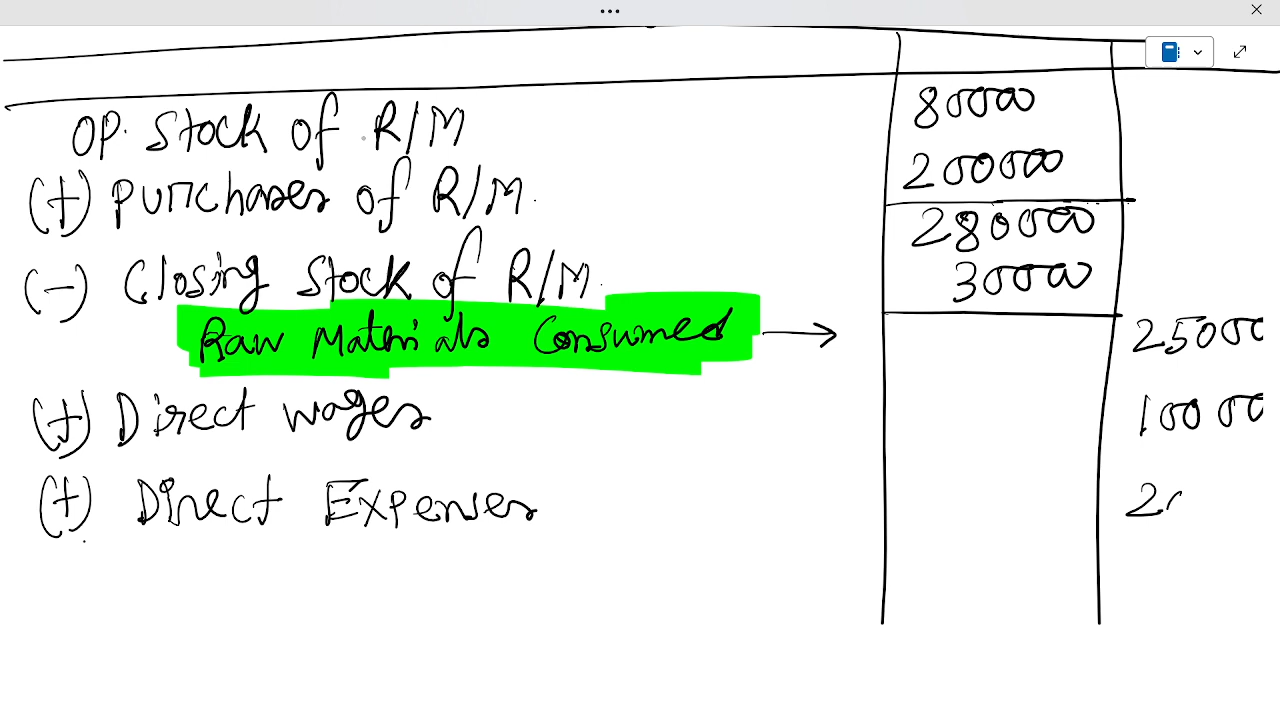 OP. Stock of R/M 80000
(+) Purchases of R/M. 200000
280000
(-) Closing Stock of R/M. 30000
Raw Materials Consumed → 25000
(+) Direct wages 10000
(+) Direct Expenses 2